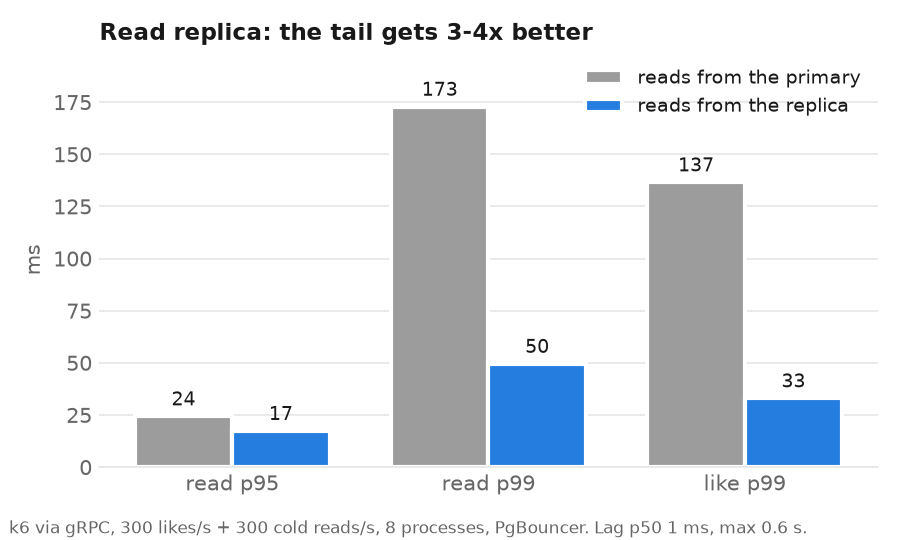 Read replica: the tail gets 3-4x better
reads from the primary
reads from the replica
ms
175
150
125
100
75
50
25
0
24
17
173
50
137
33
read p95
read p99
like p99
k6 via gRPC, 300 likes/s + 300 cold reads/s, 8 processes, PgBouncer. Lag p50 1 ms, max 0.6 s.